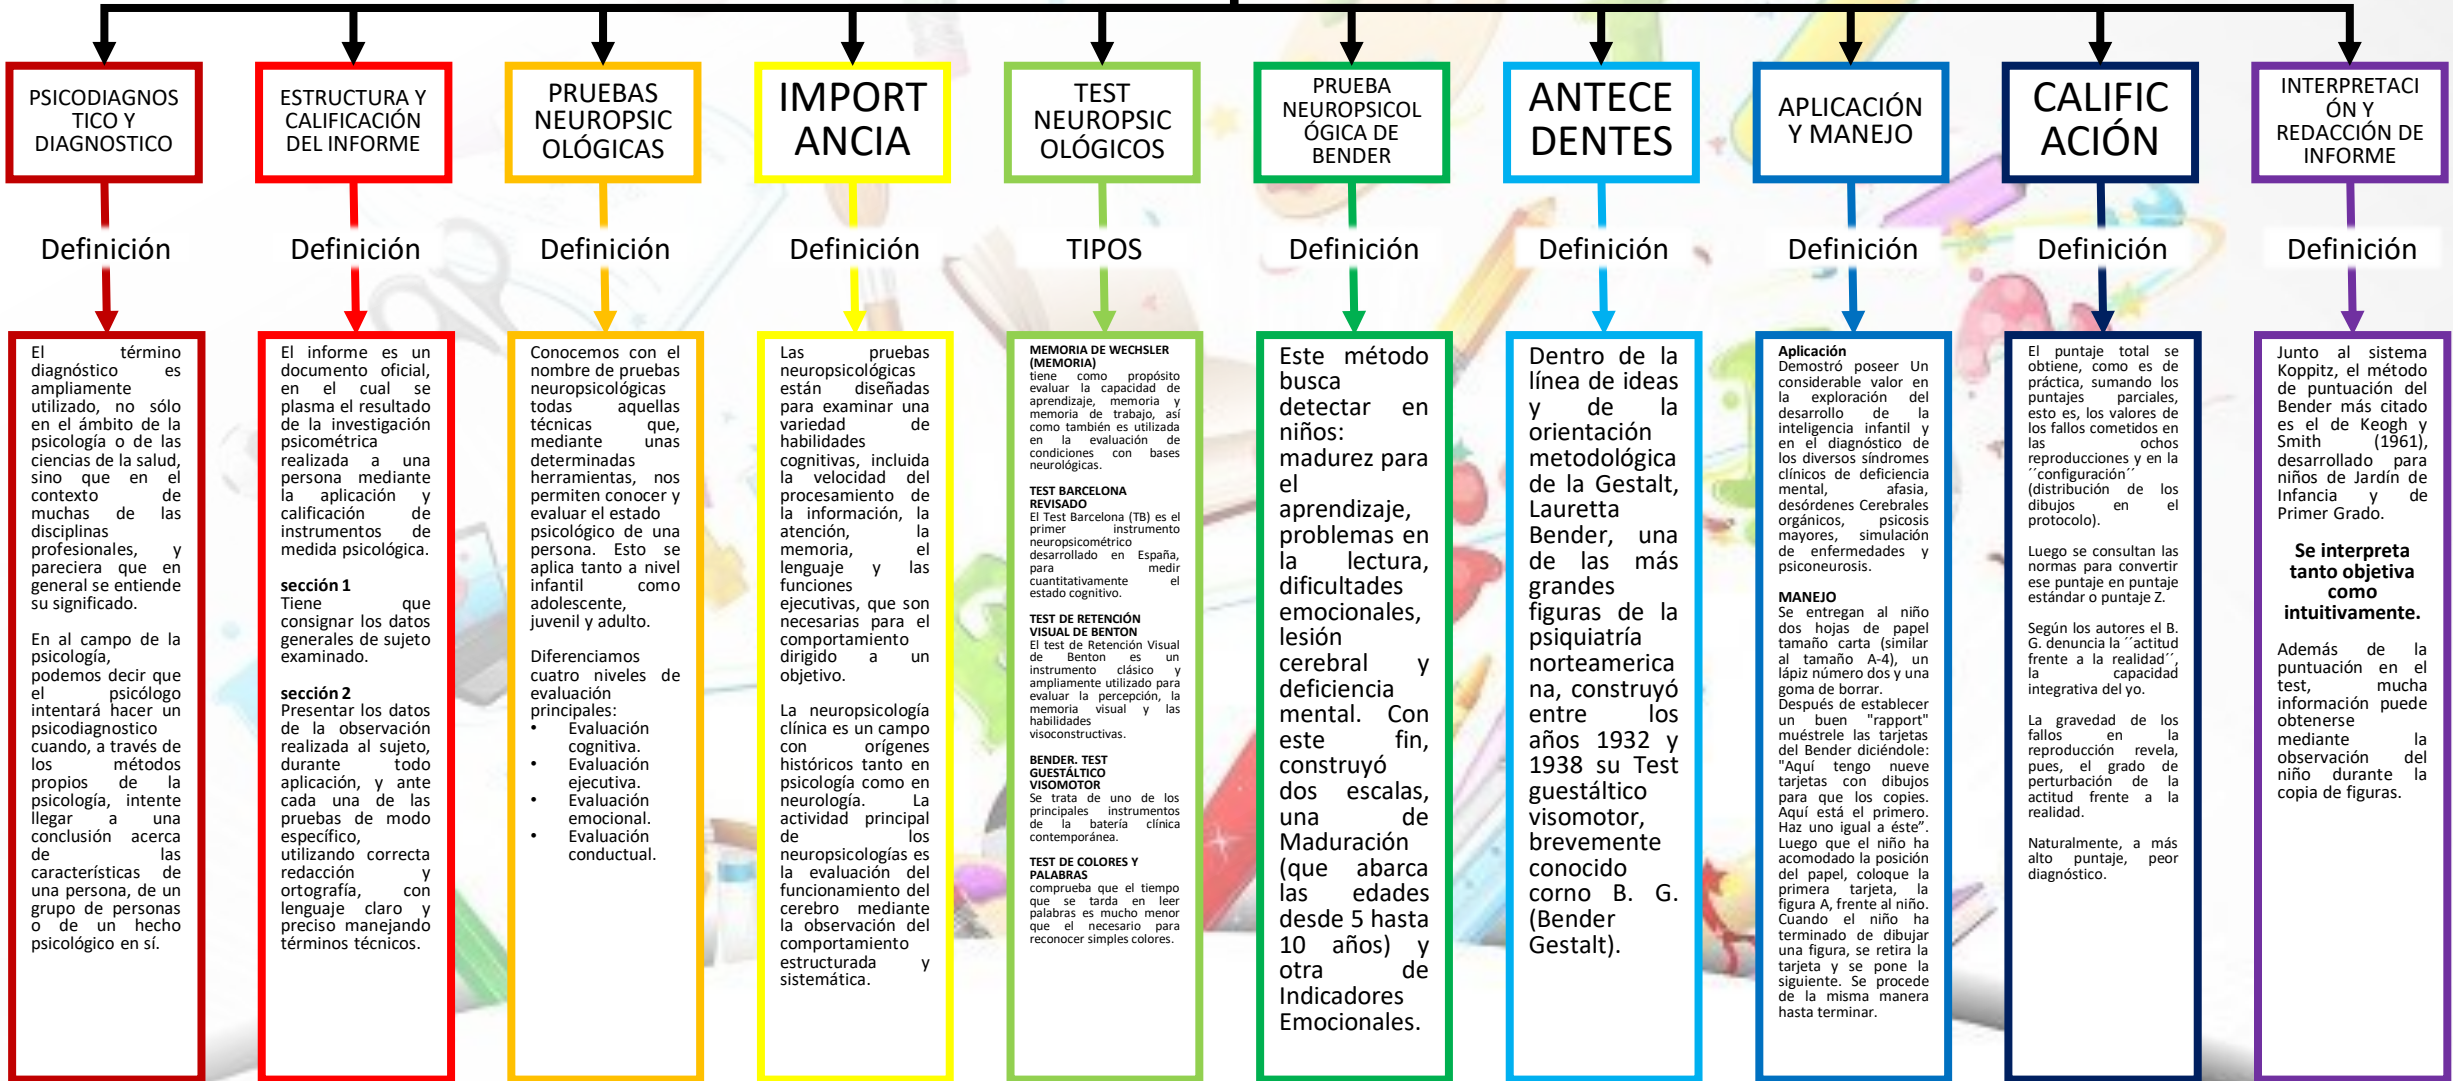 PSICODIAGNOS
TICO Y
DIAGNOSTICO
ESTRUCTURA Y
CALIFICACIÓN
DEL INFORME
PRUEBAS
NEUROPSIC
OLÓGICAS
IMPORT
ANCIA
TEST
NEUROPSIC
OLÓGICOS
PRUEBA
NEUROPSICOL
ÓGICA DE
BENDER
ANTECE
DENTES
APLICACIÓN
Y MANEJO
CALIFIC
ACIÓN
INTERPRETACI
ÓN Y
REDACCIÓN DE
INFORME
Definición
Definición
Definición
Definición
TIPOS
Definición
Definición
Definición
Definición
Definición
El término
diagnóstico es
ampliamente
utilizado, no sólo
en el ámbito de la
psicología o de las
ciencias de la salud,
sino que en el
contexto de
muchas de las
disciplinas
profesionales, y
pareciera que en
general se entiende
su significado.
En al campo de la
psicología,
podemos decir que
el psicólogo
intentará hacer un
psicodiagnostico
cuando, a través de
los métodos
propios de la
psicología, intente
llegar a una
conclusión acerca
de las
características de
una persona, de un
grupo de personas
o de un hecho
psicológico en sí.
El informe es un
documento oficial,
en el cual se
plasma el resultado
de la investigación
psicométrica
realizada a una
persona mediante
la aplicación y
calificación de
instrumentos de
medida psicológica.
sección 1
Tiene que
consignar los datos
generales de sujeto
examinado.
sección 2
Presentar los datos
de la observación
realizada al sujeto,
durante todo
aplicación, y ante
cada una de las
pruebas de modo
específico,
utilizando correcta
redacción y
ortografía, con
lenguaje claro y
preciso manejando
términos técnicos.
Conocemos con el
nombre de pruebas
neuropsicológicas
todas aquellas
técnicas que,
mediante unas
determinadas
herramientas, nos
permiten conocer y
evaluar el estado
psicológico de una
persona. Esto se
aplica tanto a nivel
infantil como
adolescente,
juvenil y adulto.
Diferenciamos
cuatro niveles de
evaluación
principales:
• Evaluación
cognitiva.
• Evaluación
ejecutiva.
• Evaluación
emocional.
• Evaluación
conductual.
Las pruebas
neuropsicológicas
están diseñadas
para examinar una
variedad de
habilidades
cognitivas, incluida
la velocidad del
procesamiento de
la información, la
atención, la
memoria, el
lenguaje y las
funciones
ejecutivas, que son
necesarias para el
comportamiento
dirigido a un
objetivo.
La neuropsicología
clínica es un campo
con orígenes
históricos tanto en
psicología como en
neurología. La
actividad principal
de los
neuropsicologías es
la evaluación del
funcionamiento del
cerebro mediante
la observación del
comportamiento
estructurada y
sistemática.
MEMORIA DE WECHSLER
(MEMORIA)
tiene como propósito
evaluar la capacidad de
aprendizaje, memoria y
memoria de trabajo, así
como también es utilizada
en la evaluación de
condiciones con bases
neurológicas.
TEST BARCELONA
REVISADO
El Test Barcelona (TB) es el
primer instrumento
neuropsicométrico
desarrollado en España,
para medir
cuantitativamente el
estado cognitivo.
TEST DE RETENCIÓN
VISUAL DE BENTON
El test de Retención Visual
de Benton es un
instrumento clásico y
ampliamente utilizado para
evaluar la percepción, la
memoria visual y las
habilidades
visoconstructivas.
BENDER. TEST
GUESTÁLTICO
VISOMOTOR
Se trata de uno de los
principales instrumentos
de la batería clínica
contemporánea.
TEST DE COLORES Y
PALABRAS
comprueba que el tiempo
que se tarda en leer
palabras es mucho menor
que el necesario para
reconocer simples colores.
Este método
busca
detectar en
niños:
madurez para
el
aprendizaje,
problemas en
la lectura,
dificultades
emocionales,
lesión
cerebral y
deficiencia
mental. Con
este fin,
construyó
dos escalas,
una de
Maduración
(que abarca
las edades
desde 5 hasta
10 años) y
otra de
Indicadores
Emocionales.
Dentro de la
línea de ideas
y de la
orientación
metodológica
de la Gestalt,
Lauretta
Bender, una
de las más
grandes
figuras de la
psiquiatría
norteamerica
na, construyó
entre los
años 1932 y
1938 su Test
guestáltico
visomotor,
brevemente
conocido
corno B. G.
(Bender
Gestalt).
Aplicación
Demostró poseer Un
considerable valor en
la exploración del
desarrollo de la
inteligencia infantil y
en el diagnóstico de
los diversos síndromes
clínicos de deficiencia
mental, afasia,
desórdenes Cerebrales
orgánicos, psicosis
mayores, simulación
de enfermedades y
psiconeurosis.
MANEJO
Se entregan al niño
dos hojas de papel
tamaño carta (similar
al tamaño A-4), un
lápiz número dos y una
goma de borrar.
Después de establecer
un buen "rapport"
muéstrele las tarjetas
del Bender diciéndole:
"Aquí tengo nueve
tarjetas con dibujos
para que los copies.
Aquí está el primero.
Haz uno igual a éste”.
Luego que el niño ha
acomodado la posición
del papel, coloque la
primera tarjeta, la
figura A, frente al niño.
Cuando el niño ha
terminado de dibujar
una figura, se retira la
tarjeta y se pone la
siguiente. Se procede
de la misma manera
hasta terminar.
El puntaje total se
obtiene, como es de
práctica, sumando los
puntajes parciales,
esto es, los valores de
los fallos cometidos en
las ochos
reproducciones y en la
´´configuración´´
(distribución de los
dibujos en el
protocolo).
Luego se consultan las
normas para convertir
ese puntaje en puntaje
estándar o puntaje Z.
Según los autores el B.
G. denuncia la ´´actitud
frente a la realidad´´,
la capacidad
integrativa del yo.
La gravedad de los
fallos en la
reproducción revela,
pues, el grado de
perturbación de la
actitud frente a la
realidad.
Naturalmente, a más
alto puntaje, peor
diagnóstico.
Junto al sistema
Koppitz, el método
de puntuación del
Bender más citado
es el de Keogh y
Smith (1961),
desarrollado para
niños de Jardín de
Infancia y de
Primer Grado.
Se interpreta
tanto objetiva
como
intuitivamente.
Además de la
puntuación en el
test, mucha
información puede
obtenerse
mediante la
observación del
niño durante la
copia de figuras.